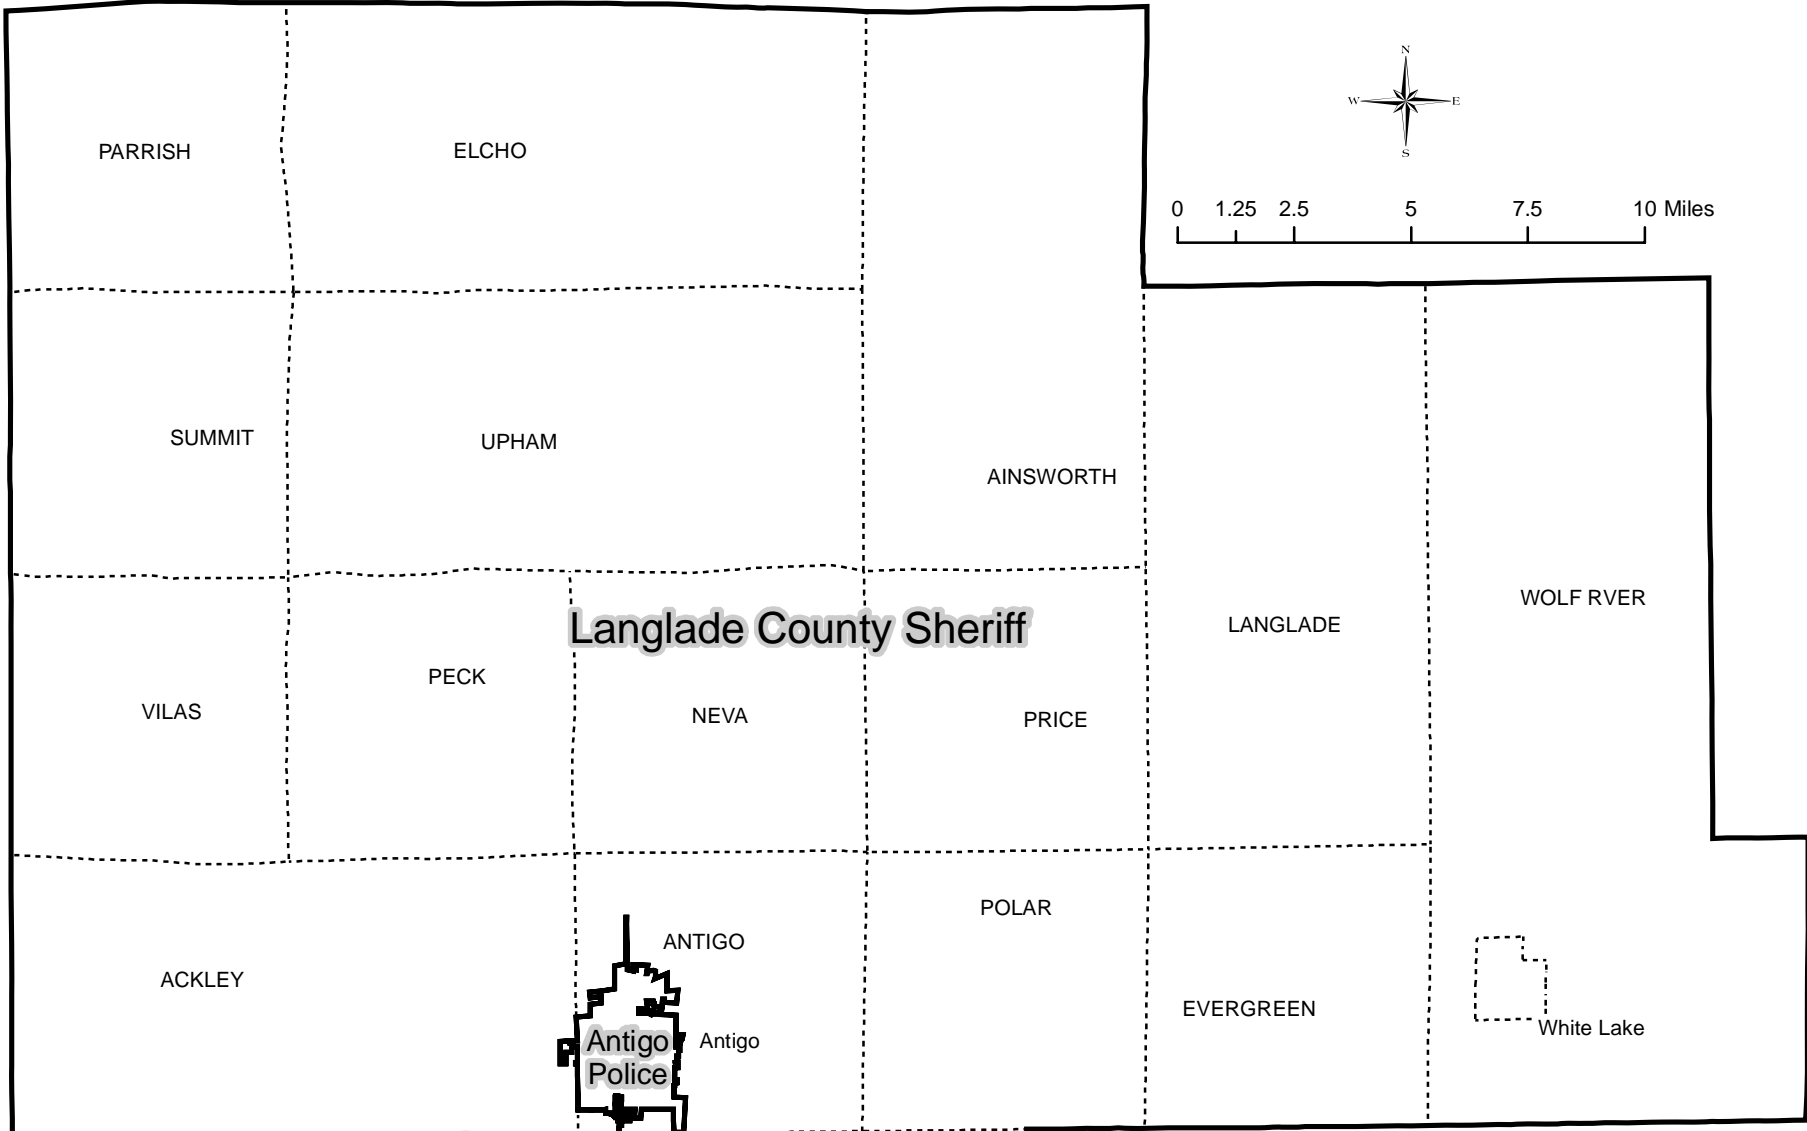 N
W E
S
0 1.25 2.5 5 7.5 10 Miles
PARRISH
ELCHO
SUMMIT
UPHAM
AINSWORTH
WOLF RVER
LANGLADE
Langlade County Sheriff
PECK
VILAS
NEVA
PRICE
POLAR
ANTIGO
ACKLEY
EVERGREEN
White Lake
Antigo
Police
Antigo